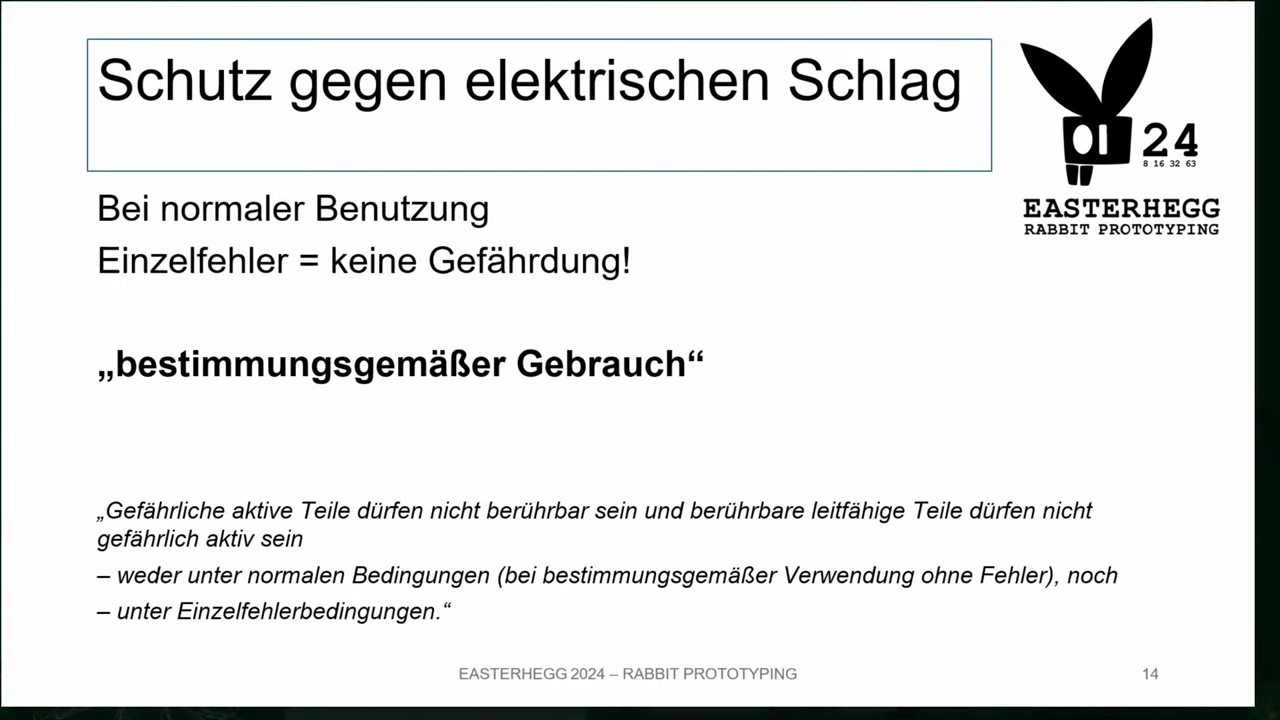 Schutz gegen elektrischen Schlag
24
8 16 32 63
EASTERHEGG
RABBIT PROTOTYPING
Bei normaler Benutzung
Einzelfehler = keine Gefährdung!
„bestimmungsgemäßer Gebrauch“
„Gefährliche aktive Teile dürfen nicht berührbar sein und berührbare leitfähige Teile dürfen nicht
gefährlich aktiv sein
– weder unter normalen Bedingungen (bei bestimmungsgemäßer Verwendung ohne Fehler), noch
– unter Einzelfehlerbedingungen.“
EASTERHEGG 2024 – RABBIT PROTOTYPING
14